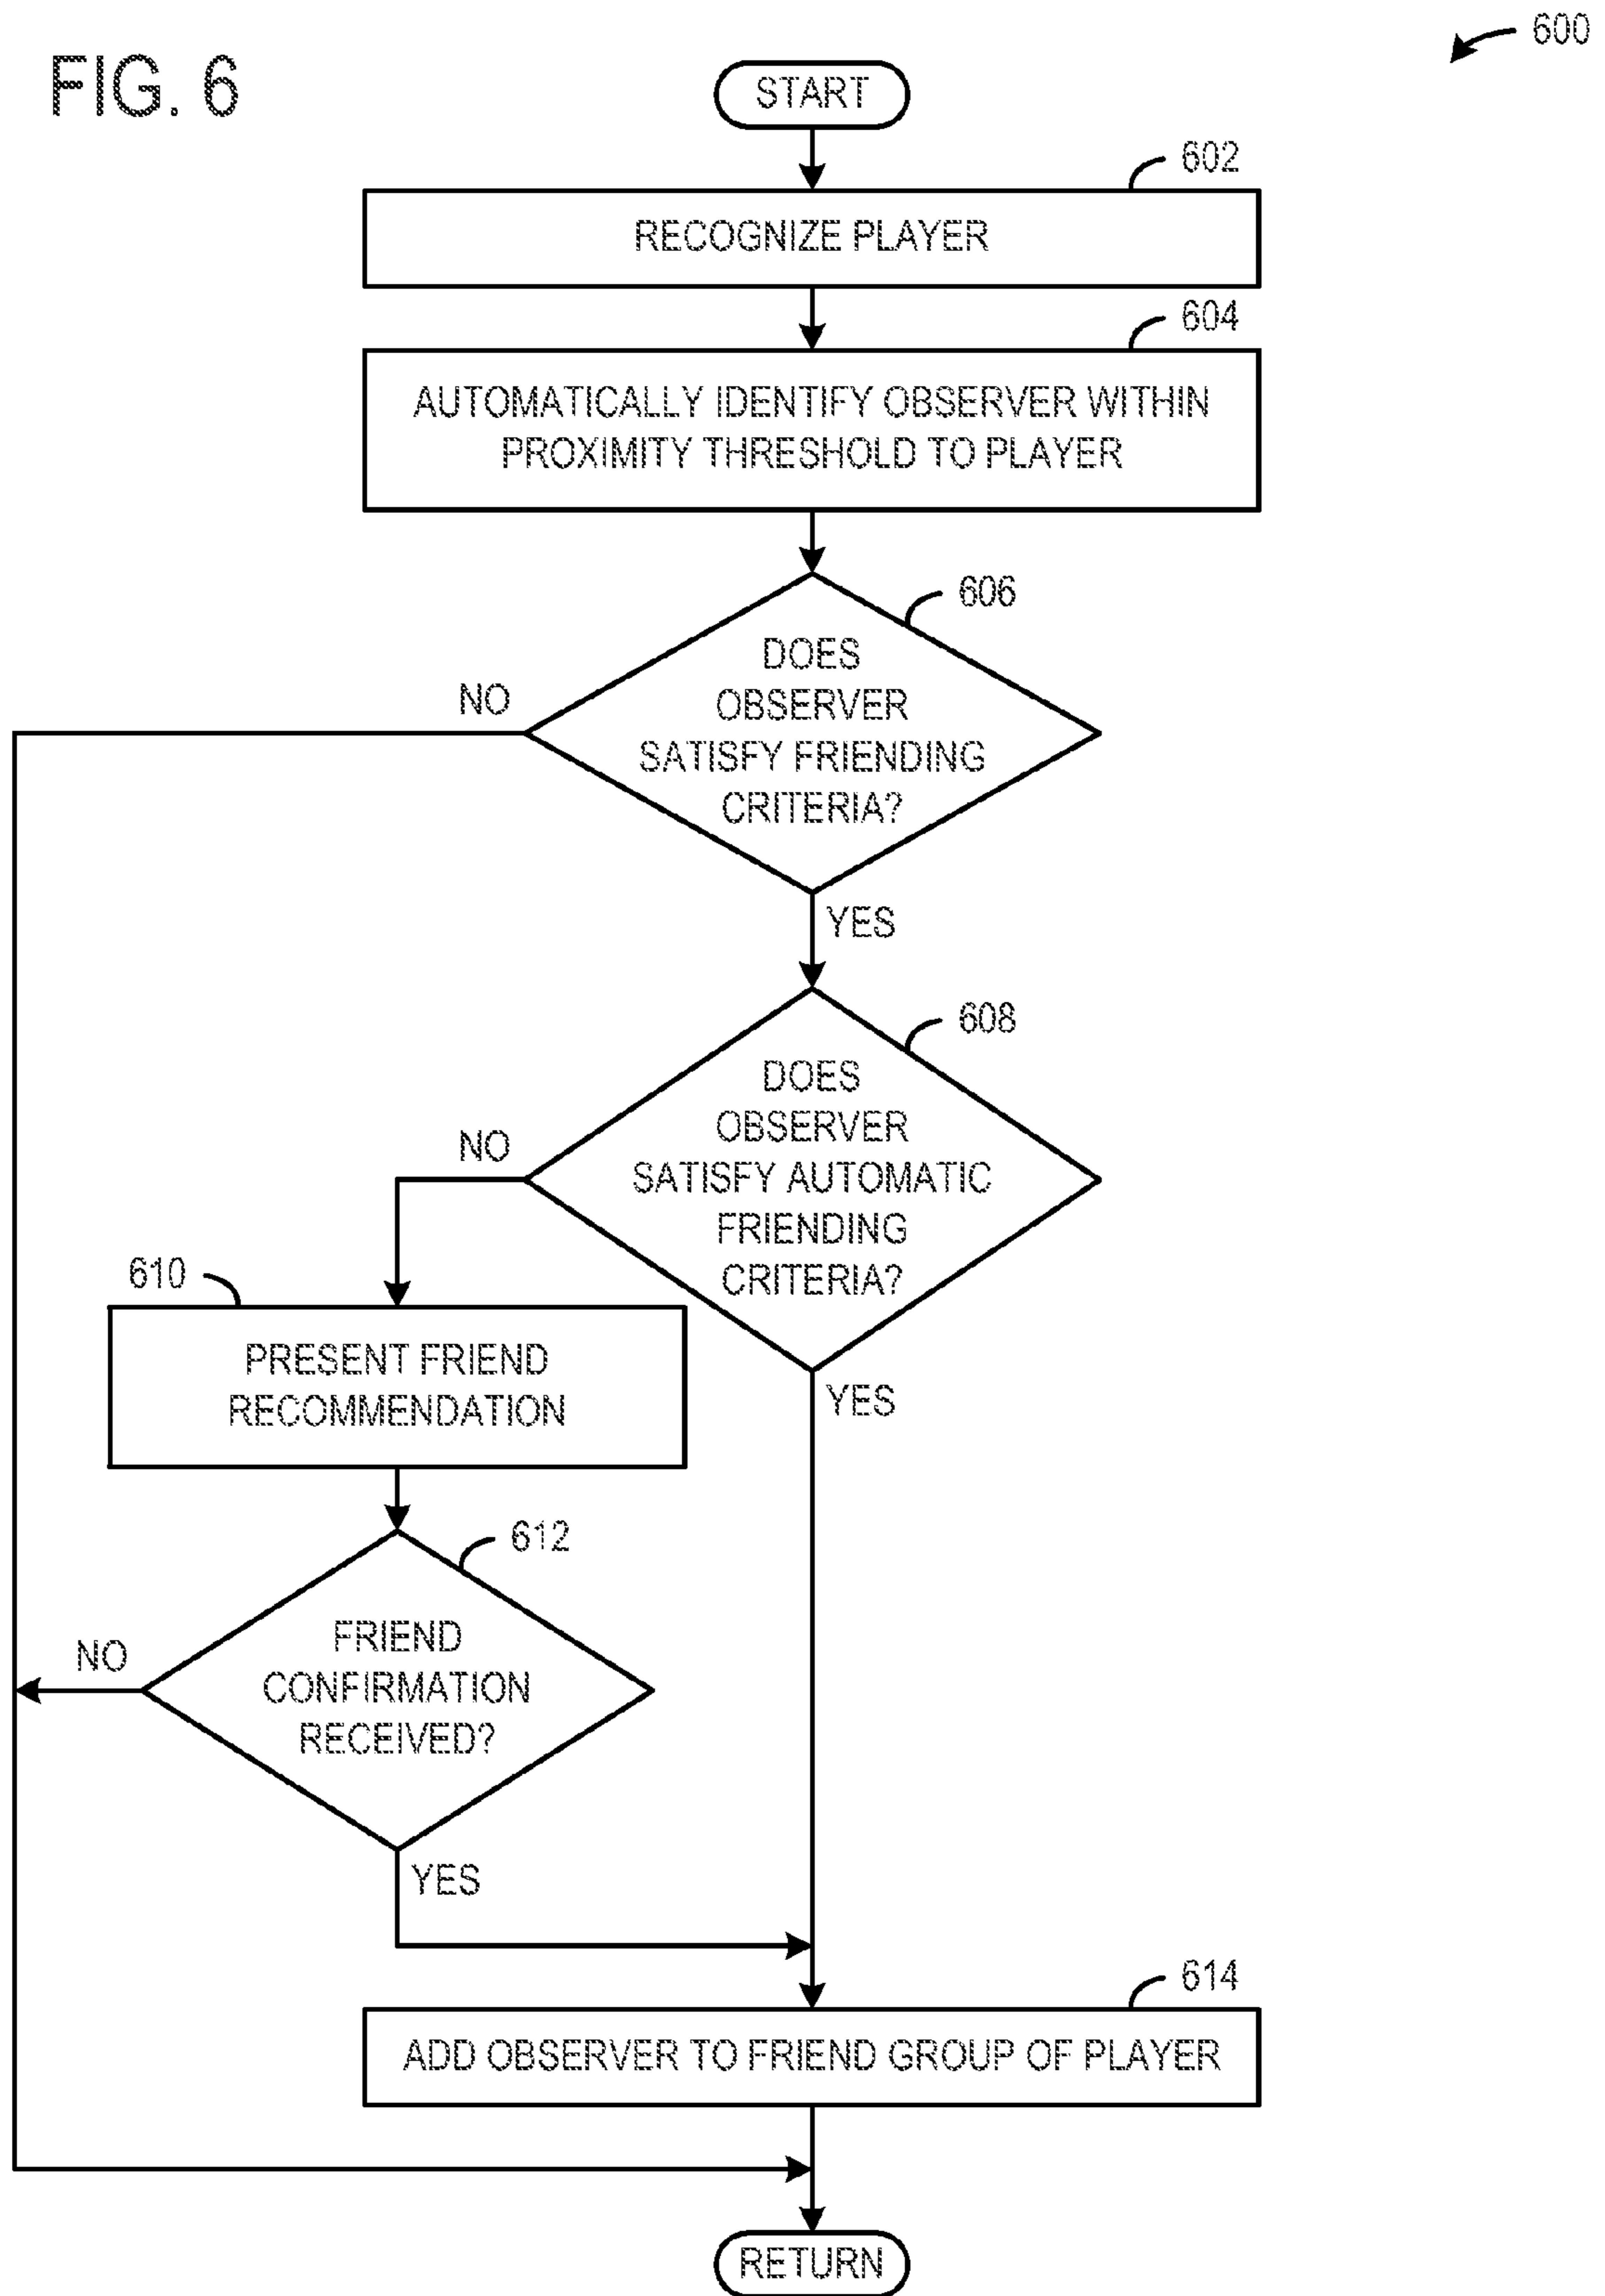 FIG. 6
600
START
602
RECOGNIZE PLAYER
604
AUTOMATICALLY IDENTIFY OBSERVER WITHIN
PROXIMITY THRESHOLD TO PLAYER
606
DOES
OBSERVER
SATISFY FRIENDING
CRITERIA?
NO
YES
608
DOES
OBSERVER
SATISFY AUTOMATIC
FRIENDING
CRITERIA?
NO
YES
610
PRESENT FRIEND
RECOMMENDATION
612
FRIEND
CONFIRMATION
RECEIVED?
NO
YES
614
ADD OBSERVER TO FRIEND GROUP OF PLAYER
RETURN